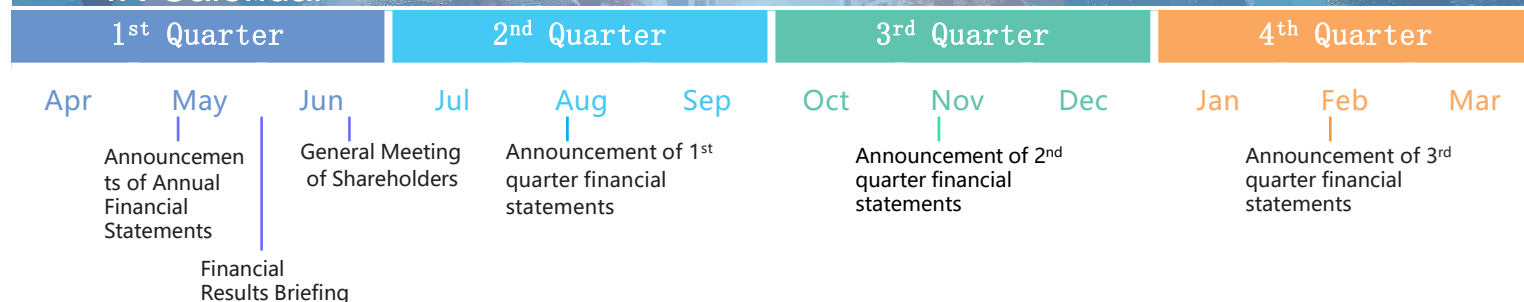 1st Quarter 2nd Quarter 3rd Quarter 4th Quarter
Apr May Jun Jul Aug Sep Oct Nov Dec Jan Feb Mar
Announcemen
ts of Annual
Financial
Statements
Financial
Results Briefing
General Meeting
of Shareholders
Announcement of 1st
quarter financial
statements
Announcement of 2nd
quarter financial
statements
Announcement of 3rd
quarter financial
statements